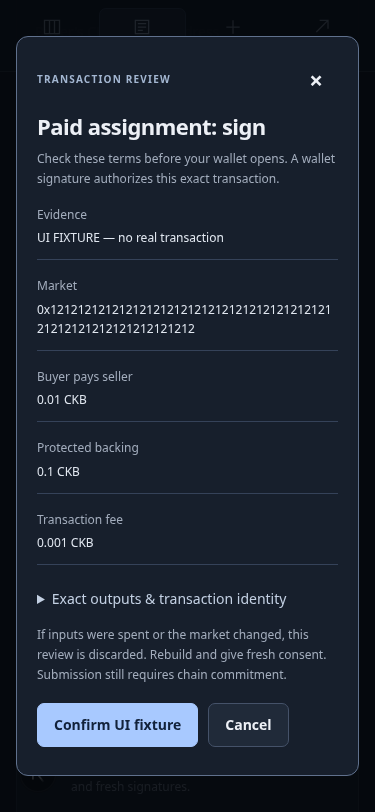 TRANSACTION REVIEW
×
Paid assignment: sign
Check these terms before your wallet opens. A wallet
signature authorizes this exact transaction.
Evidence
UI FIXTURE — no real transaction
Market
0x1212121212121212121212121212121212121212
212121212121212121212212
Buyer pays seller
0.01 CKB
Protected backing
0.1 CKB
Transaction fee
0.001 CKB
▶ Exact outputs & transaction identity
If inputs were spent or the market changed, this
review is discarded. Rebuild and give fresh consent.
Submission still requires chain commitment.
Confirm UI fixture
Cancel
and fresh signatures.